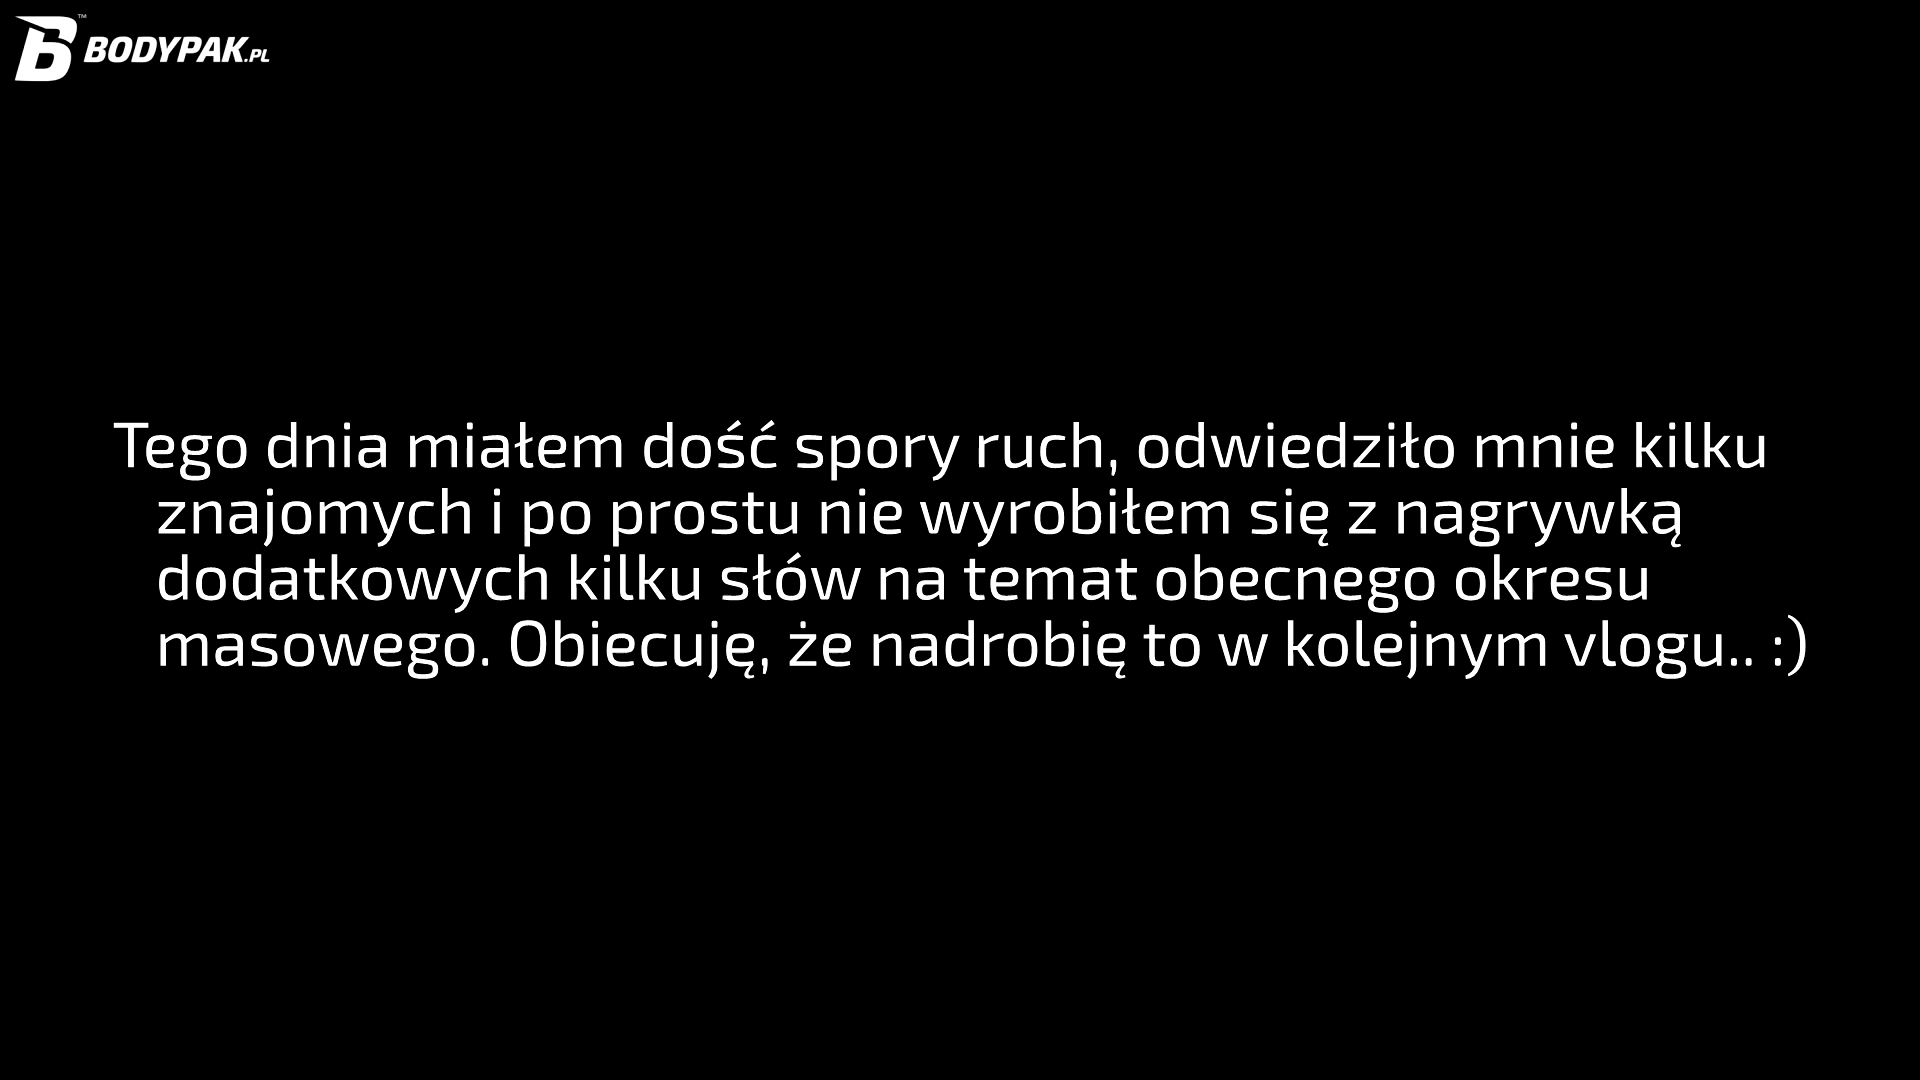 B™ BODYPAK.PL
Tego dnia miałem dość spory ruch, odwiedziło mnie kilku
znajomych i po prostu nie wyrobiłem się z nagrywką
dodatkowych kilku słów na temat obecnego okresu
masowego. Obiecuję, że nadrobię to w kolejnym vlogu.. :)